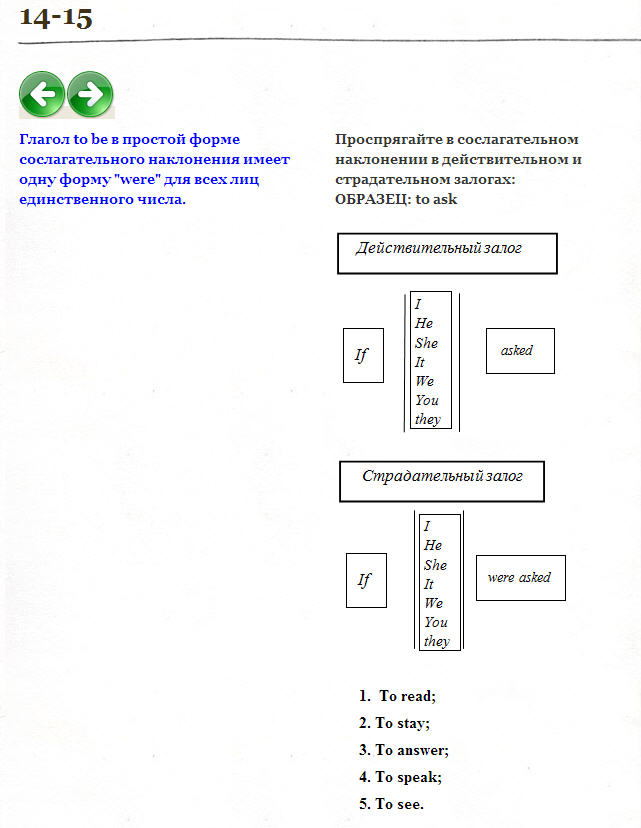 14-15
Глагол to be в простой форме
сослагательного наклонения имеет
одну форму "were" для всех лиц
единственного числа.
Проспрягайте в сослагательном
наклонении в действительном и
страдательном залогах:
ОБРАЗЕЦ: to ask
Действительный залог
If
I
He
She
It
We
You
they
asked
Страдательный залог
If
I
He
She
It
We
You
they
were asked
1. To read;
2. To stay;
3. To answer;
4. To speak;
5. To see.